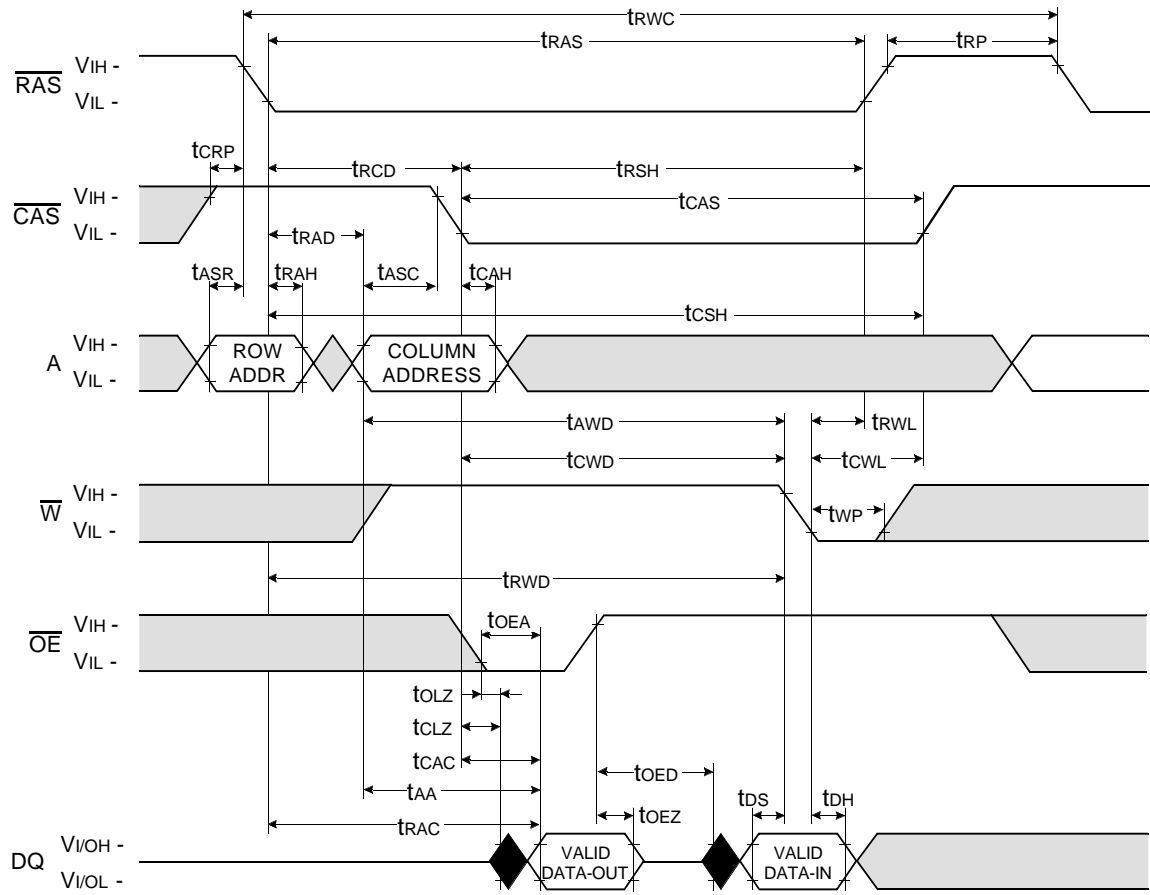 tRWC
tRAS
tRP
RAS
VIH -
VIL -
tCRP
tRCD
tRSH
CAS
VIH -
VIL -
tCAS
tRAD
tASR
tRAH
tASC
tCAH
tCSH
A
VIH -
VIL -
ROW
ADDR
COLUMN
ADDRESS
tAWD
tRWL
tCWD
tCWL
W
VIH -
VIL -
tWP
tRWD
OE
VIH -
VIL -
tOEA
tOLZ
tCLZ
tCAC
tOED
tAA
tDS
tDH
tOEZ
tRAC
DQ
VI/OH -
VI/OL -
VALID
DATA-OUT
VALID
DATA-IN